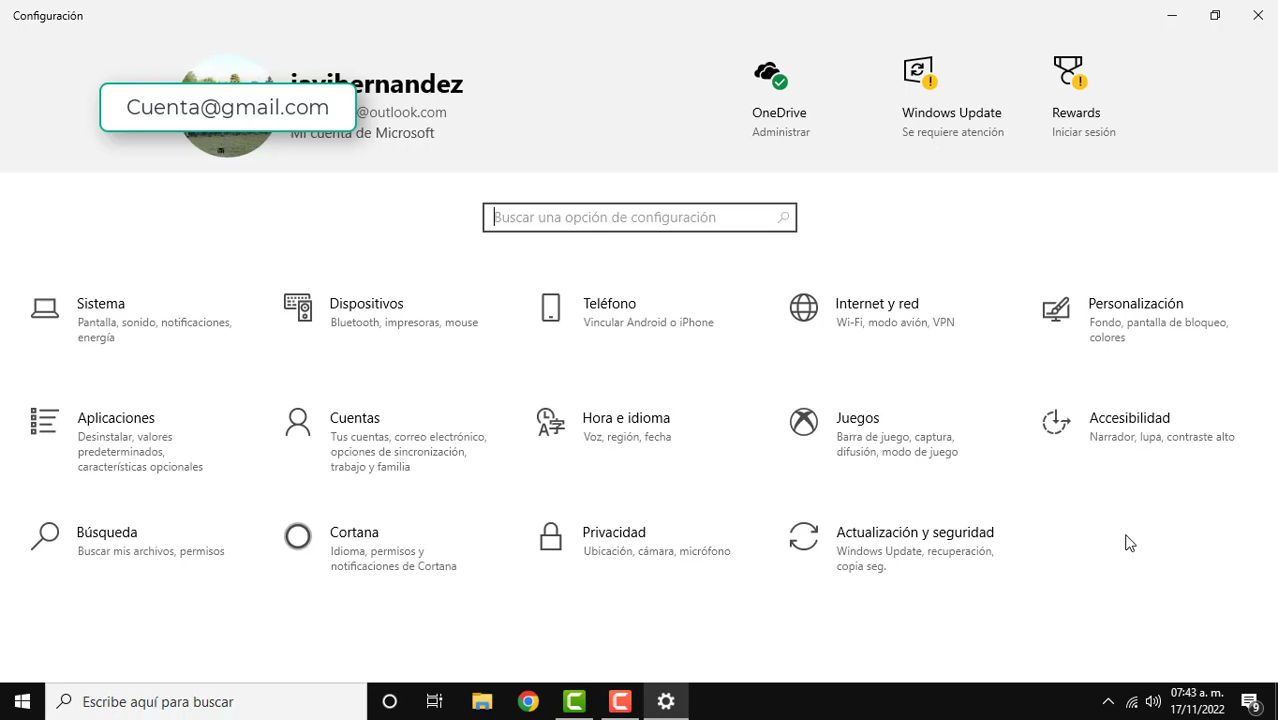 Configuración
javihernandez
Cuenta@gmail.com
@outlook.com
Mi cuenta de Microsoft
OneDrive
Administrar
Windows Update
Se requiere atención
Rewards
Iniciar sesión
Buscar una opción de configuración
Sistema
Pantalla, sonido, notificaciones,
energía
Dispositivos
Bluetooth, impresoras, mouse
Teléfono
Vincular Android o iPhone
Internet y red
Wi-Fi, modo avión, VPN
Personalización
Fondo, pantalla de bloqueo,
colores
Aplicaciones
Desinstalar, valores
predeterminados,
características opcionales
Cuentas
Tus cuentas, correo electrónico,
opciones de sincronización,
trabajo y familia
Hora e idioma
Voz, región, fecha
Juegos
Barra de juego, captura,
difusión, modo de juego
Accesibilidad
Narrador, lupa, contraste alto
Búsqueda
Buscar mis archivos, permisos
Cortana
Idioma, permisos y
notificaciones de Cortana
Privacidad
Ubicación, cámara, micrófono
Actualización y seguridad
Windows Update, recuperación,
copia seg.
Escribe aquí para buscar
07:43 a. m.
17/11/2022
9